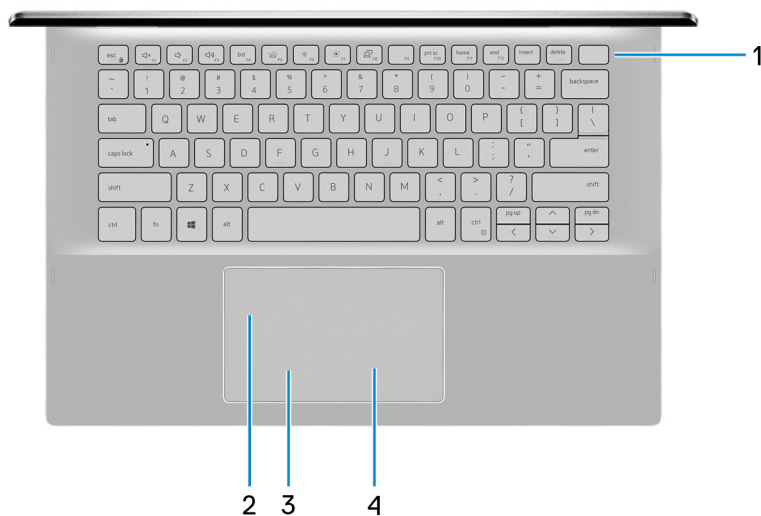 esc F1 F2 F3 F4 F5 F6 F7 F8 F9 prt sc F10 home F11 end F12 insert delete
1
~ ! @ # $ % ^ & * ( ) – +
` 1 2 3 4 5 6 7 8 9 0 - = backspace
tab Q W E R T Y U I O P { [ } ] | \
caps lock A S D F G H J K L : ; " ' enter
shift Z X C V B N M < , > . ? / shift
ctrl fn alt alt ctrl pg up pg dn
2 3 4